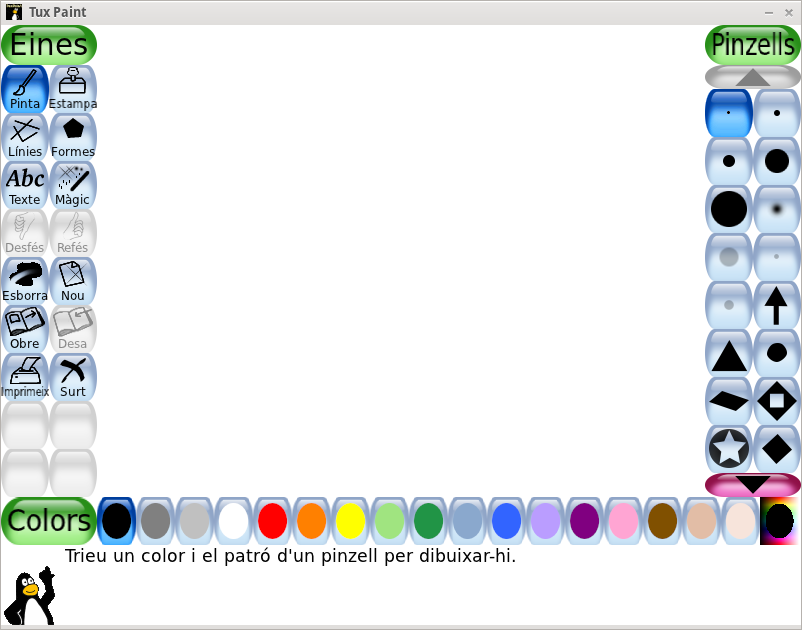 Tux Paint
Eines
Pinzells
Pinta
Estampa
Línies
Formes
Abc
Texte
Màgic
Desfés
Refés
Esborra
Nou
Obre
Desa
Imprimeix
Surt
Colors
Trieu un color i el patró d'un pinzell per dibuixar-hi.